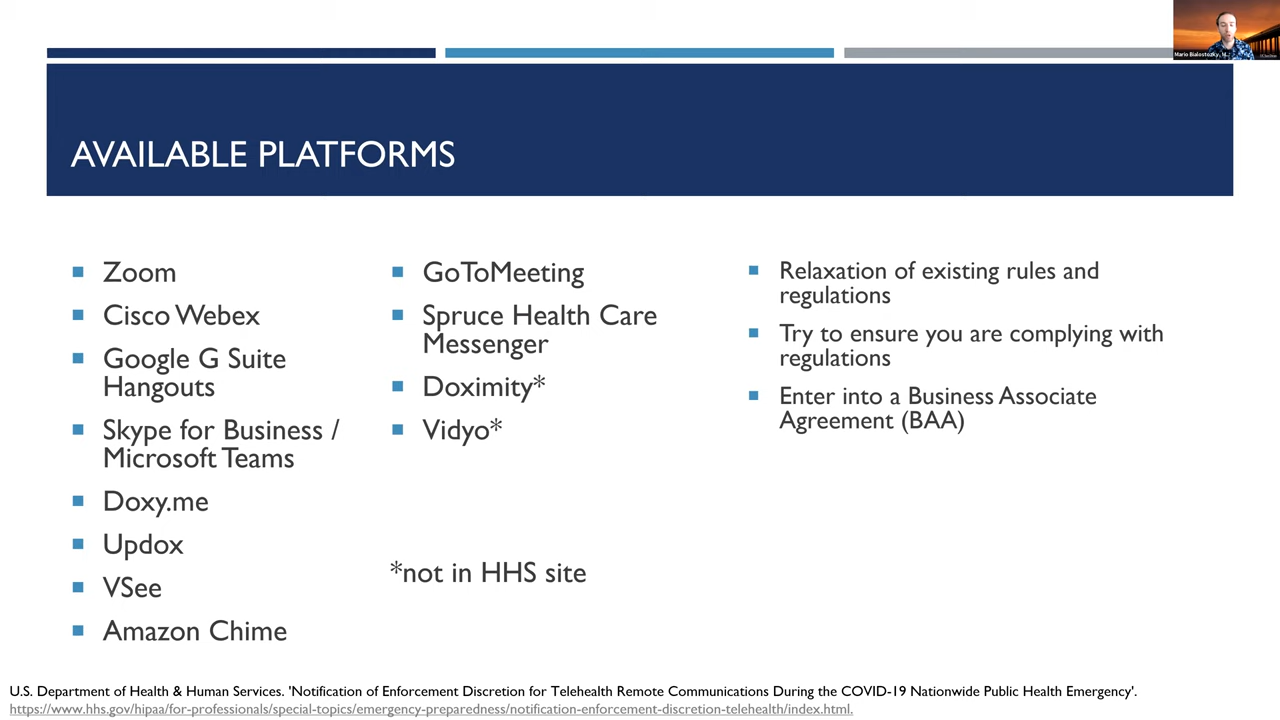 AVAILABLE PLATFORMS
Zoom
Cisco Webex
Google G Suite
Hangouts
Skype for Business /
Microsoft Teams
Doxy.me
Updox
VSee
Amazon Chime
GoToMeeting
Spruce Health Care
Messenger
Doximity*
Vidyo*
*not in HHS site
Relaxation of existing rules and
regulations
Try to ensure you are complying with
regulations
Enter into a Business Associate
Agreement (BAA)
U.S. Department of Health & Human Services. 'Notification of Enforcement Discretion for Telehealth Remote Communications During the COVID-19 Nationwide Public Health Emergency'.
https://www.hhs.gov/hipaa/for-professionals/special-topics/emergency-preparedness/notification-enforcement-discretion-telehealth/index.html.
Mario Bialostozky, M...